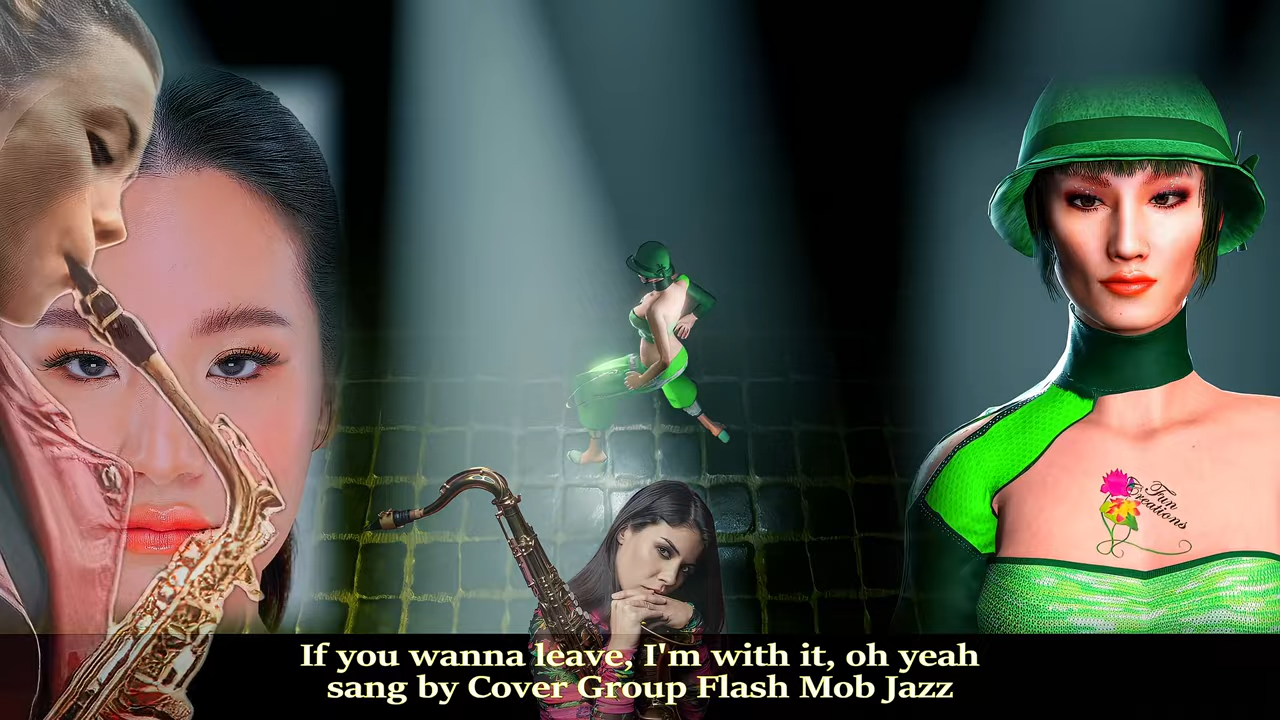 Fun
Creations
If you wanna leave, I'm with it, oh yeah
sang by Cover Group Flash Mob Jazz